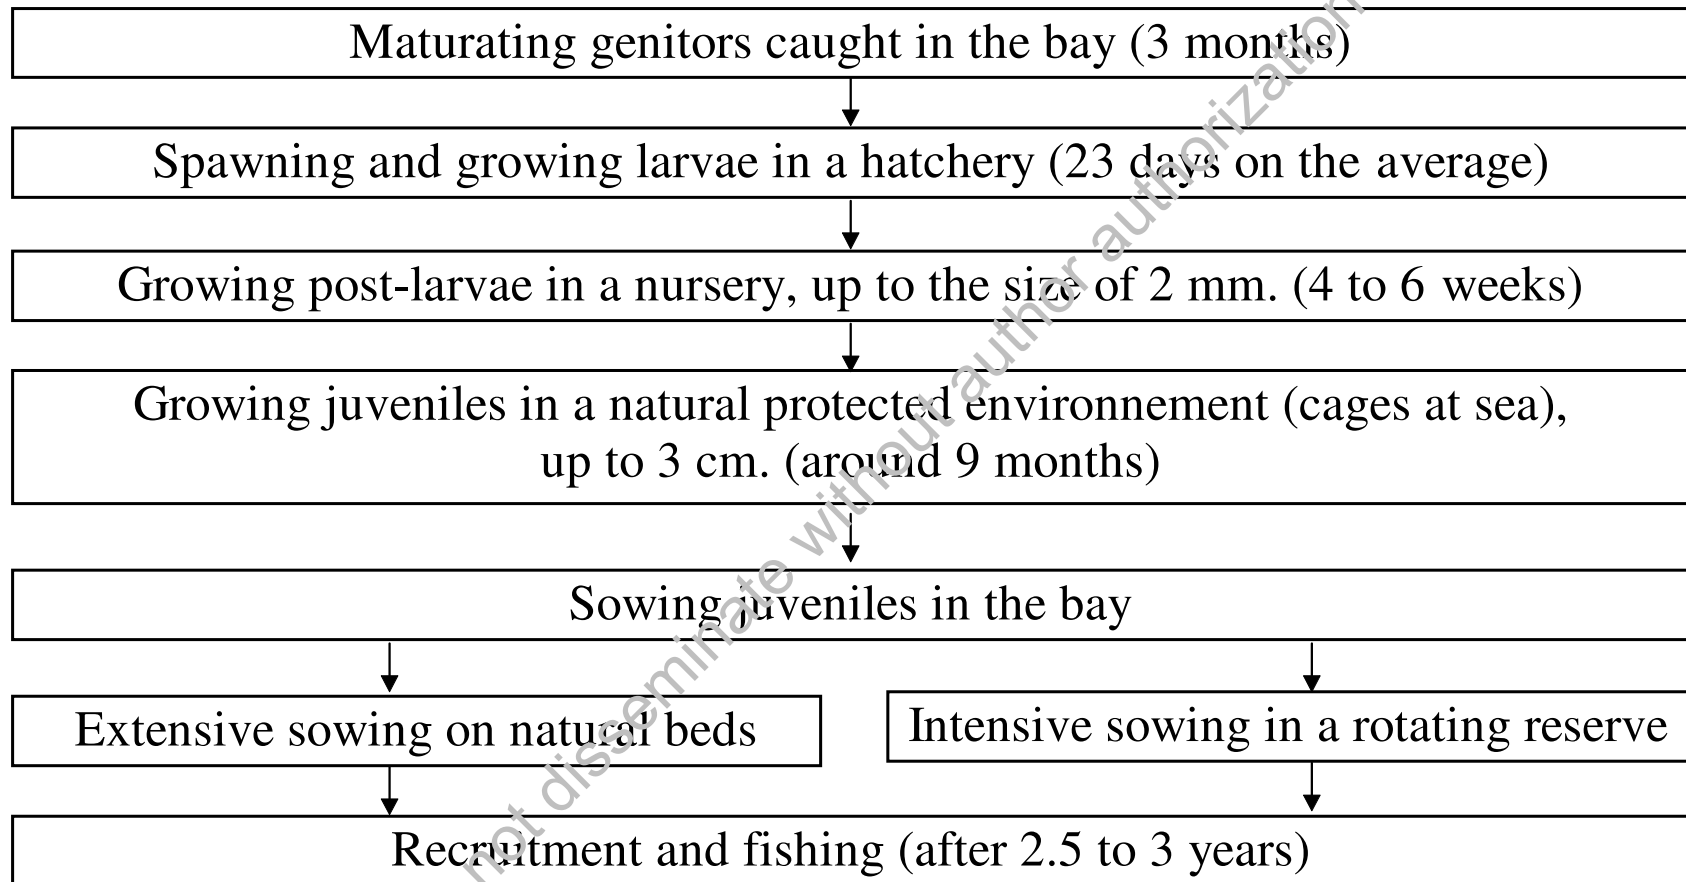 Maturating genitors caught in the bay (3 months)
Spawning and growing larvae in a hatchery (23 days on the average)
Growing post-larvae in a nursery, up to the size of 2 mm. (4 to 6 weeks)
Growing juveniles in a natural protected environnement (cages at sea),
up to 3 cm. (around 9 months)
Sowing juveniles in the bay
Extensive sowing on natural beds
Intensive sowing in a rotating reserve
Recruitment and fishing (after 2.5 to 3 years)
not disseminate without author authorization